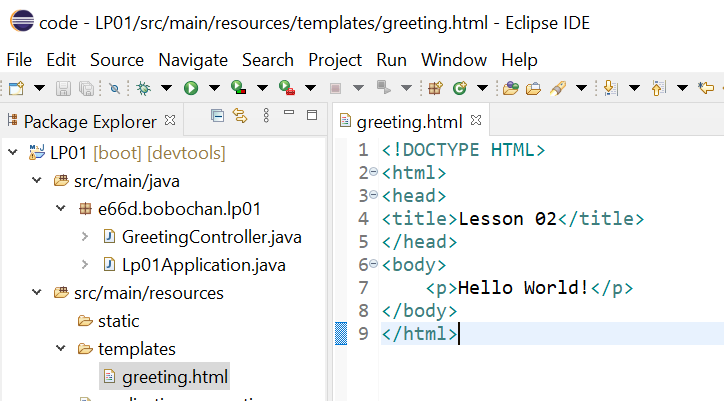 code - LP01/src/main/resources/templates/greeting.html - Eclipse IDE
File Edit Source Navigate Search Project Run Window Help
Package Explorer
LP01 [boot] [devtools]
src/main/java
e66d.bobochan.lp01
GreetingController.java
Lp01Application.java
src/main/resources
static
templates
greeting.html
greeting.html
1 <!DOCTYPE HTML>
2 <html>
3 <head>
4 <title>Lesson 02</title>
5 </head>
6 <body>
7 <p>Hello World!</p>
8 </body>
9 </html>